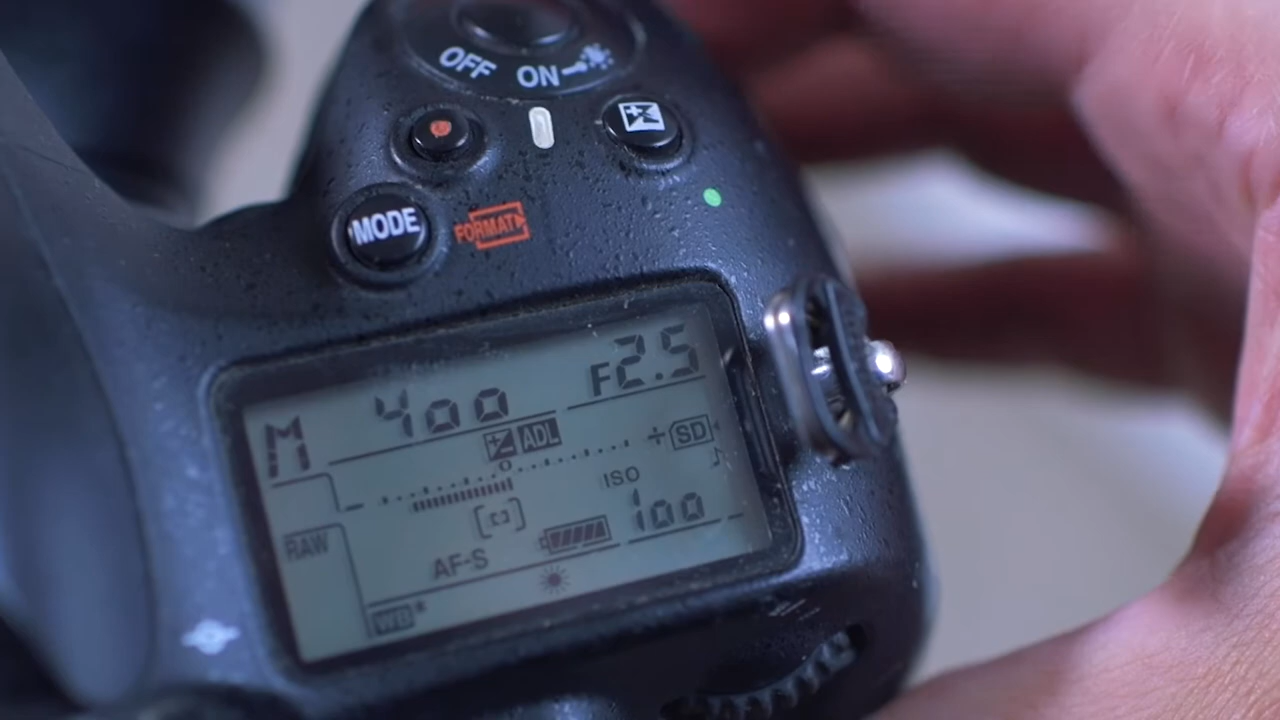 OFF ON
MODE FORMAT
M 400 F2.5
ADL
- + SD
ISO
RAW 100
AF-S
WB*